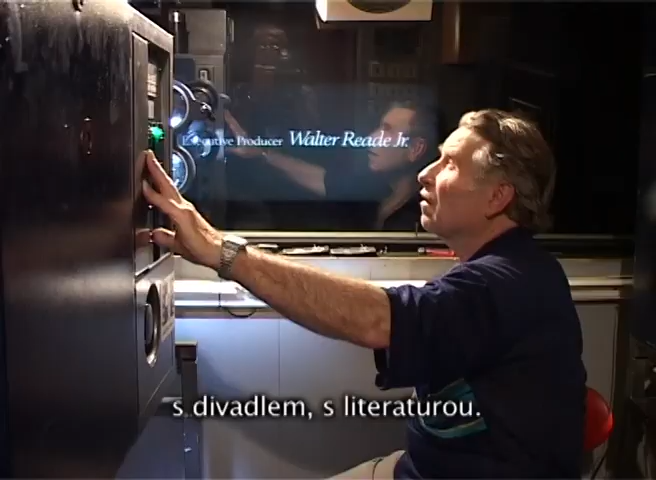 Executive Producer Walter Reade Jr.
s divadlem, s literaturou.